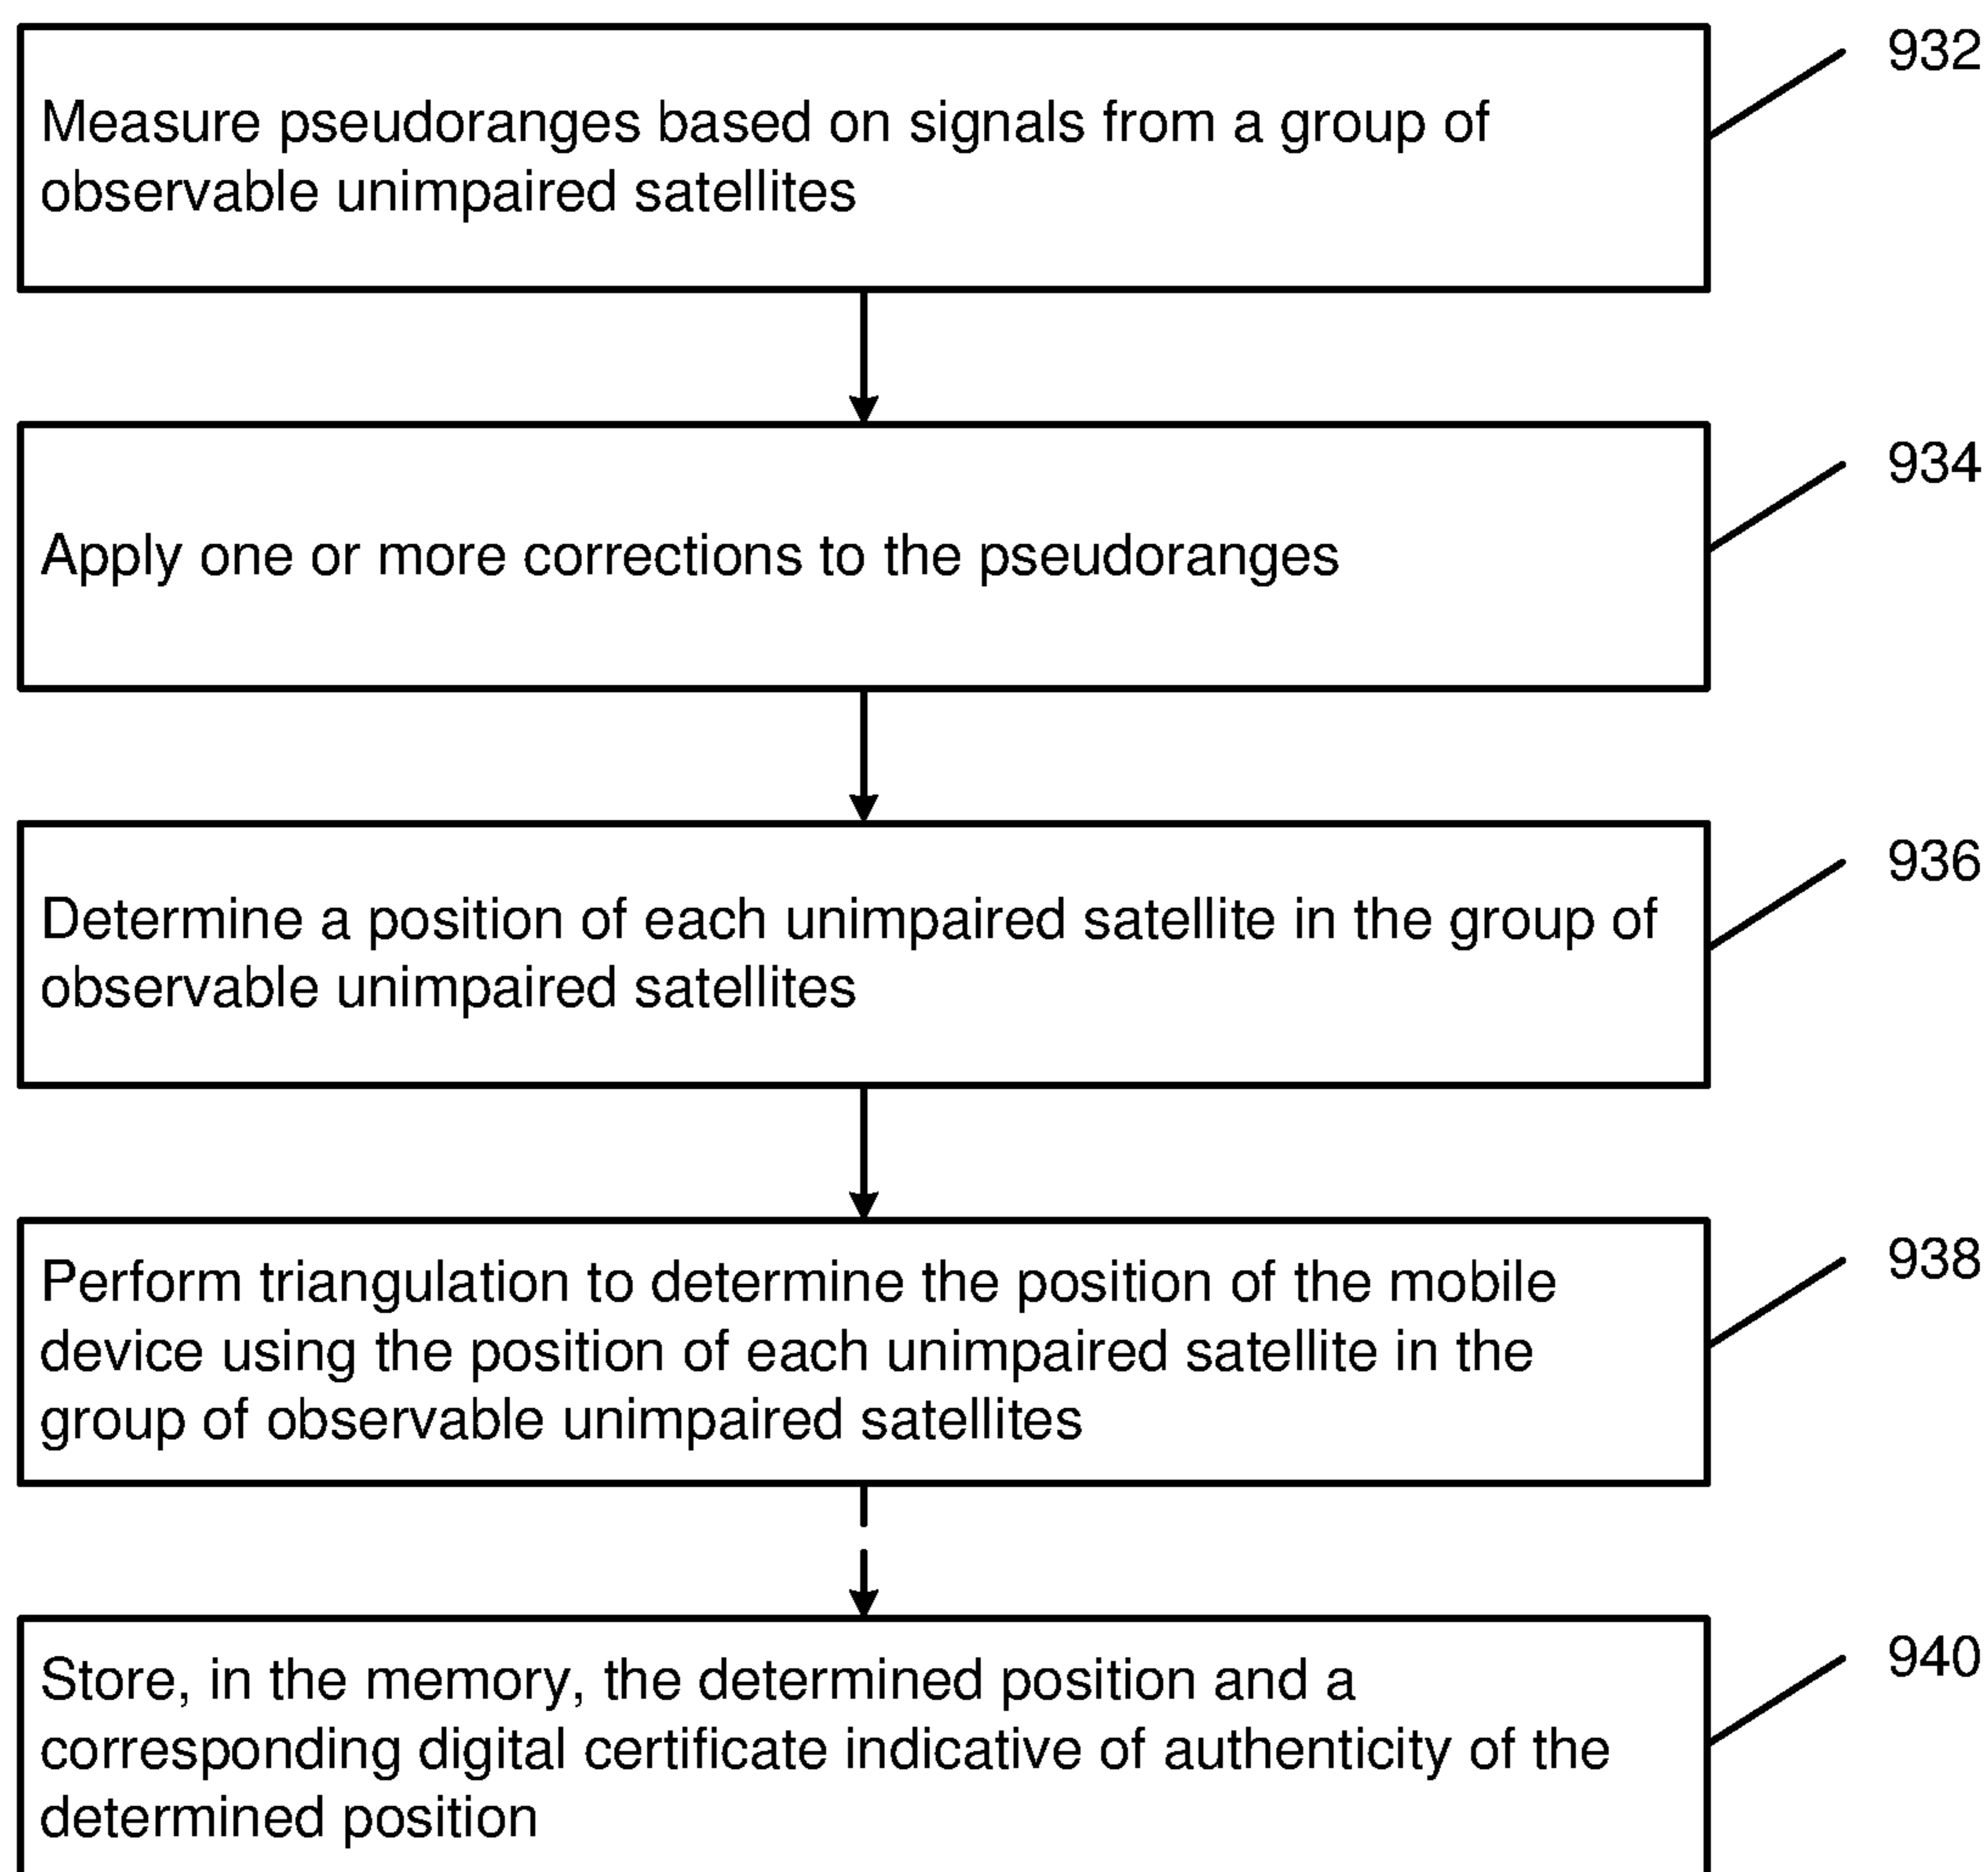 932
Measure pseudoranges based on signals from a group of
observable unimpaired satellites
934
Apply one or more corrections to the pseudoranges
936
Determine a position of each unimpaired satellite in the group of
observable unimpaired satellites
938
Perform triangulation to determine the position of the mobile
device using the position of each unimpaired satellite in the
group of observable unimpaired satellites
940
Store, in the memory, the determined position and a
corresponding digital certificate indicative of authenticity of the
determined position